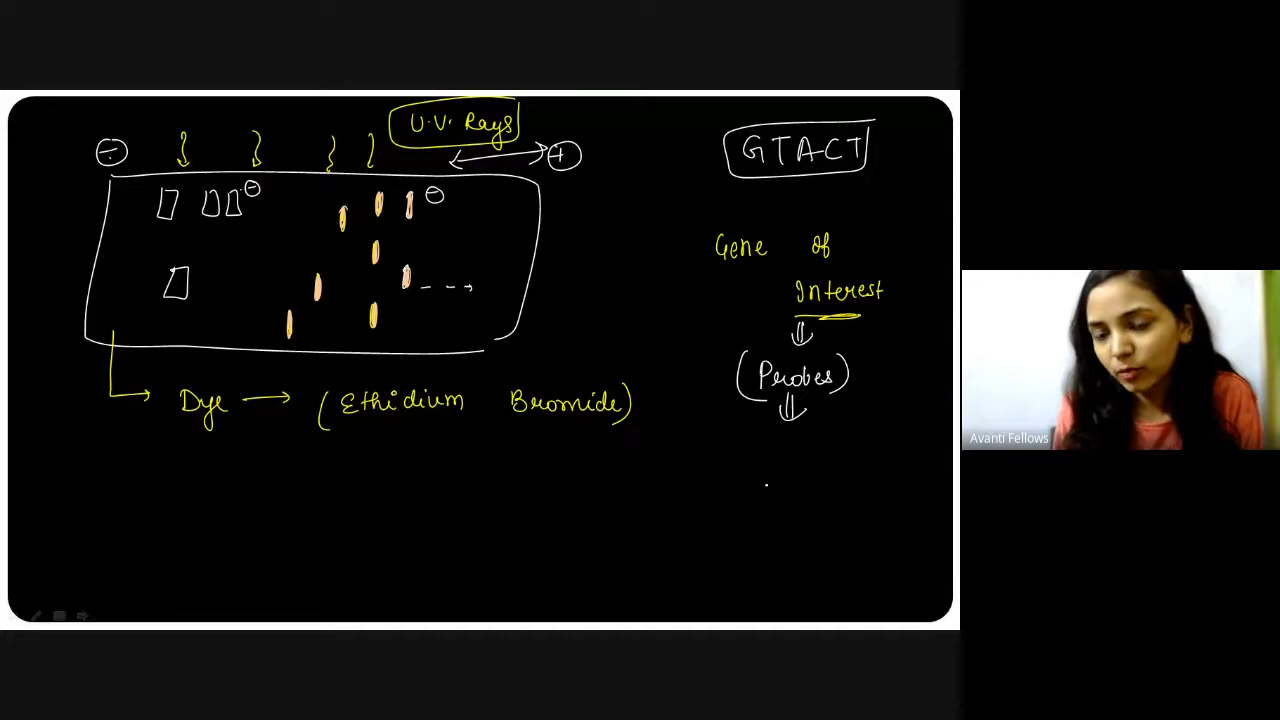 U.V. Rays
GTACT
Gene of
Interest
(Probes)
Dye → (Ethidium Bromide)
Avanti Fellows